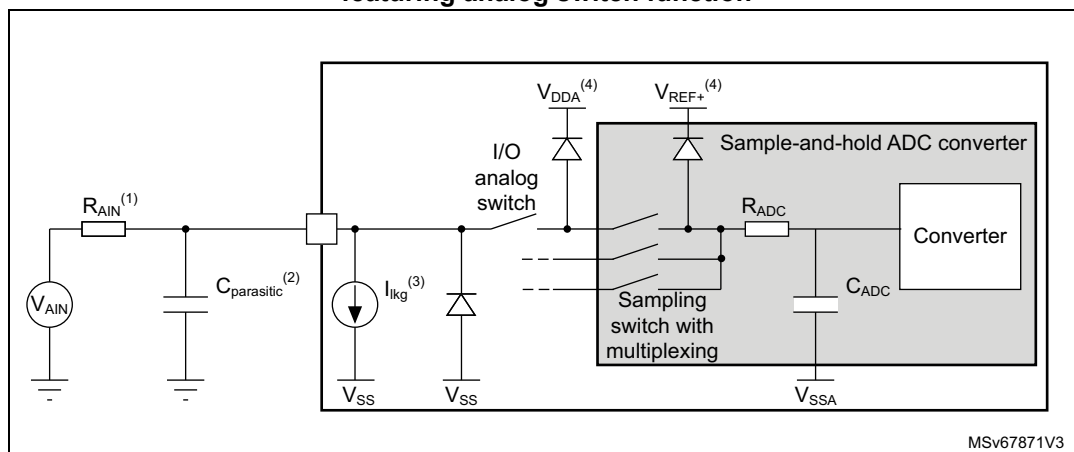 featuring analog switch function
V_DDA(4)
V_REF+(4)
Sample-and-hold ADC converter
I/O
analog
switch
R_AIN(1)
R_ADC
Converter
V_AIN
C_parasitic(2)
I_lkg(3)
C_ADC
Sampling
switch with
multiplexing
V_SS
V_SS
V_SSA
MSv67871V3